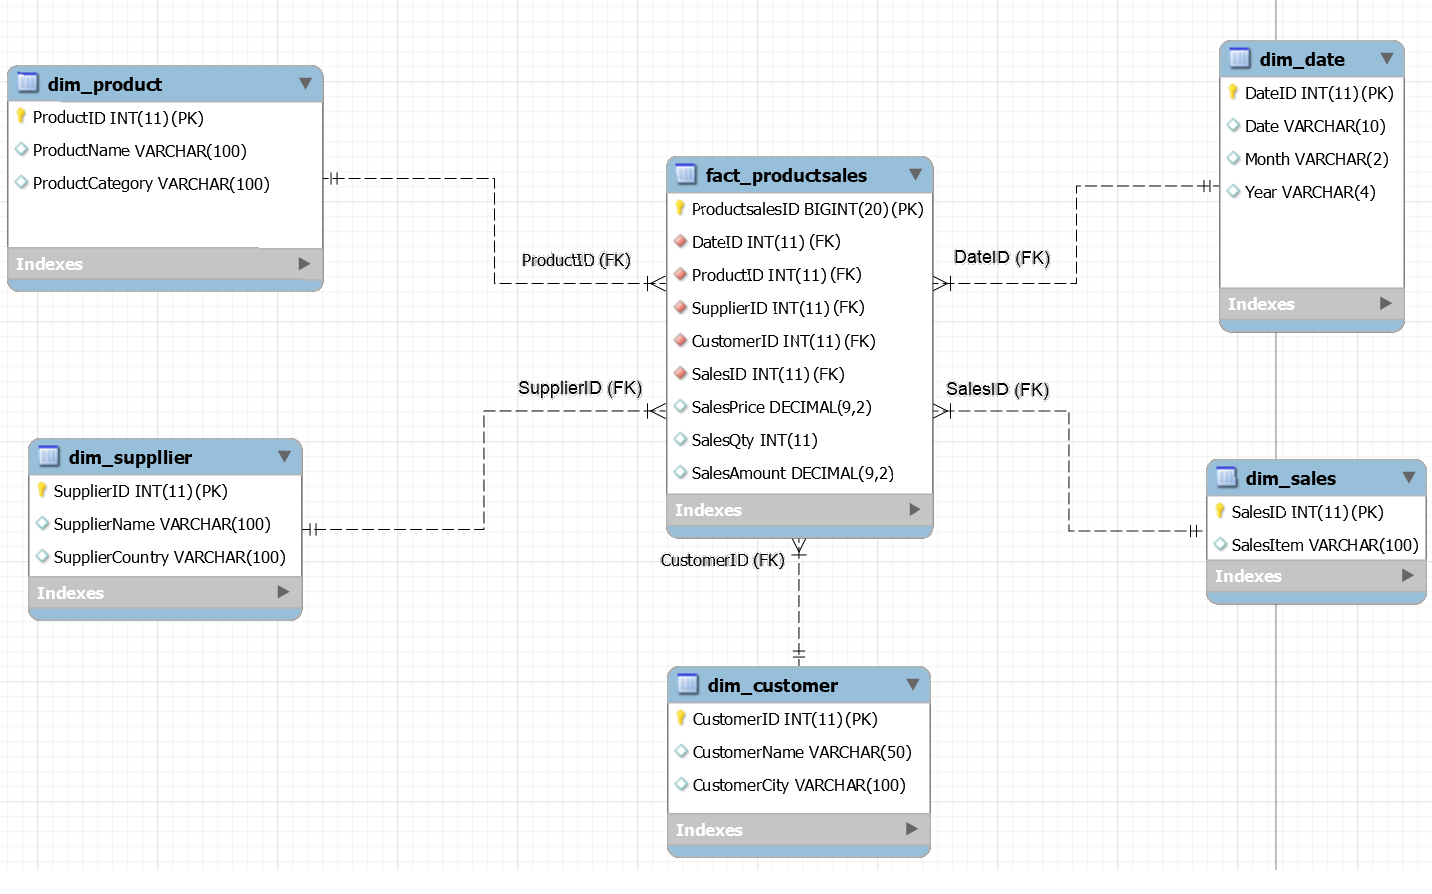 dim_product
ProductID INT(11)(PK)
ProductName VARCHAR(100)
ProductCategory VARCHAR(100)
Indexes
dim_suppllier
SupplierID INT(11)(PK)
SupplierName VARCHAR(100)
SupplierCountry VARCHAR(100)
Indexes
ProductID (FK)
SupplierID (FK)
fact_productsales
ProductsalesID BIGINT(20)(PK)
DateID INT(11)(FK)
ProductID INT(11)(FK)
SupplierID INT(11)(FK)
CustomerID INT(11)(FK)
SalesID INT(11)(FK)
SalesPrice DECIMAL(9,2)
SalesQty INT(11)
SalesAmount DECIMAL(9,2)
Indexes
CustomerID (FK)
dim_customer
CustomerID INT(11)(PK)
CustomerName VARCHAR(50)
CustomerCity VARCHAR(100)
Indexes
DateID (FK)
SalesID (FK)
dim_date
DateID INT(11)(PK)
Date VARCHAR(10)
Month VARCHAR(2)
Year VARCHAR(4)
Indexes
dim_sales
SalesID INT(11)(PK)
SalesItem VARCHAR(100)
Indexes